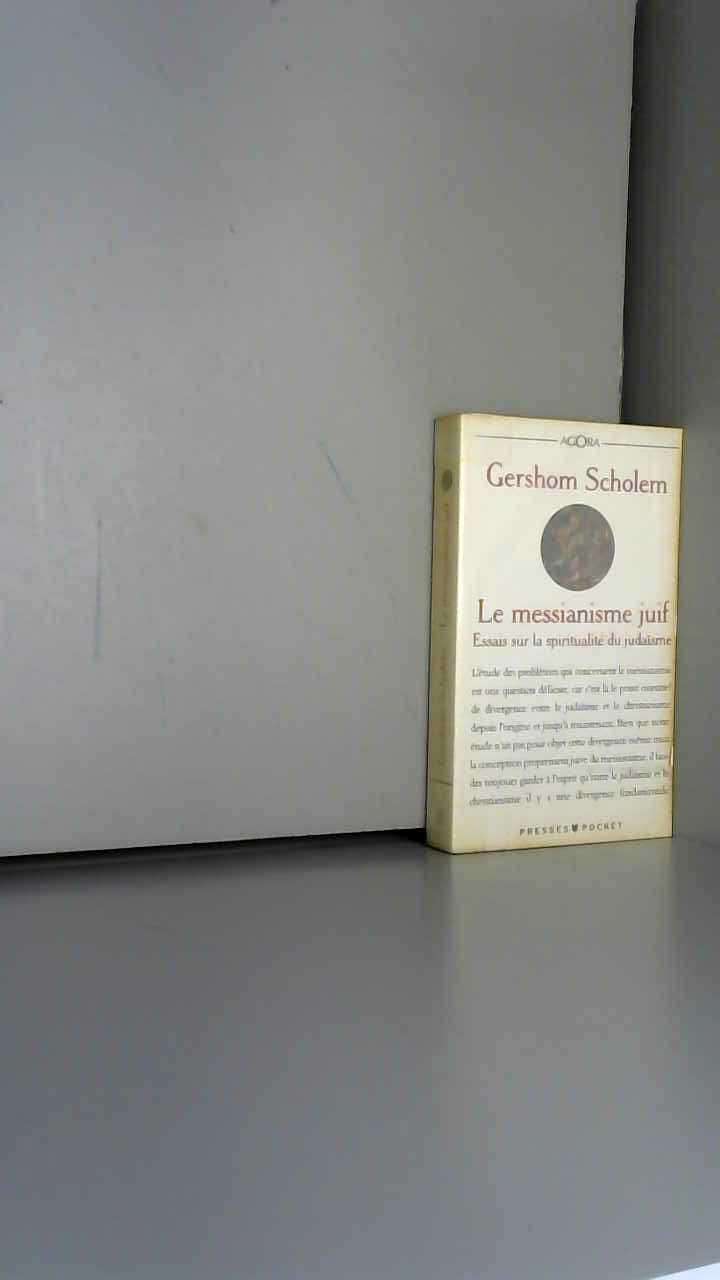 AGORA
Gershom Scholem
Le messianisme juif
Essais sur la spiritualité du judaïsme
L'étude des problèmes qui concernent le messianisme
est une question délicate, car c'est là le point essentiel
de divergence entre le judaïsme et le christianisme
depuis l'origine et jusqu'à maintenant. Bien que notre
étude n'ait pas pour objet cette divergence même mais
la conception proprement juive du messianisme, il faudra
toujours garder à l'esprit qu'entre le judaïsme et le
christianisme il y a une divergence fondamentale
PRESSES POCKET